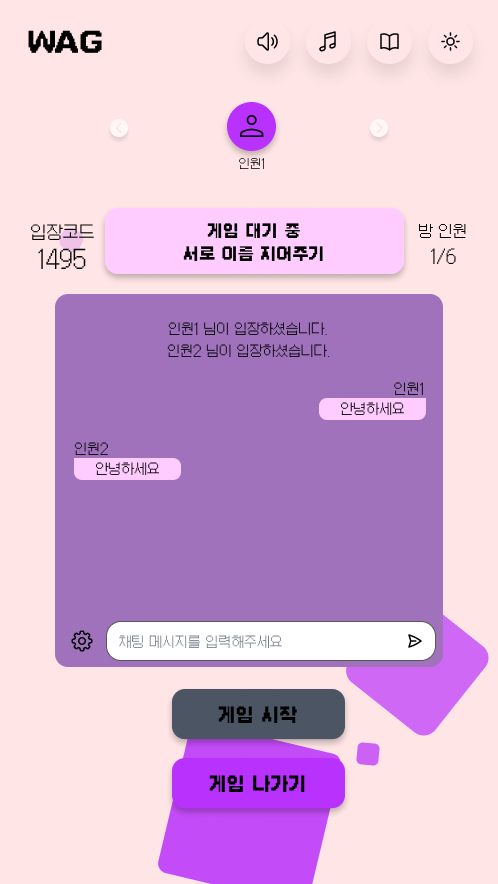 WAG
인원1
입장코드
1495
게임 대기 중
서로 이름 지어주기
방 인원
1/6
인원1 님이 입장하셨습니다.
인원2 님이 입장하셨습니다.
인원1
안녕하세요
인원2
안녕하세요
채팅 메시지를 입력해주세요
게임 시작
게임 나가기